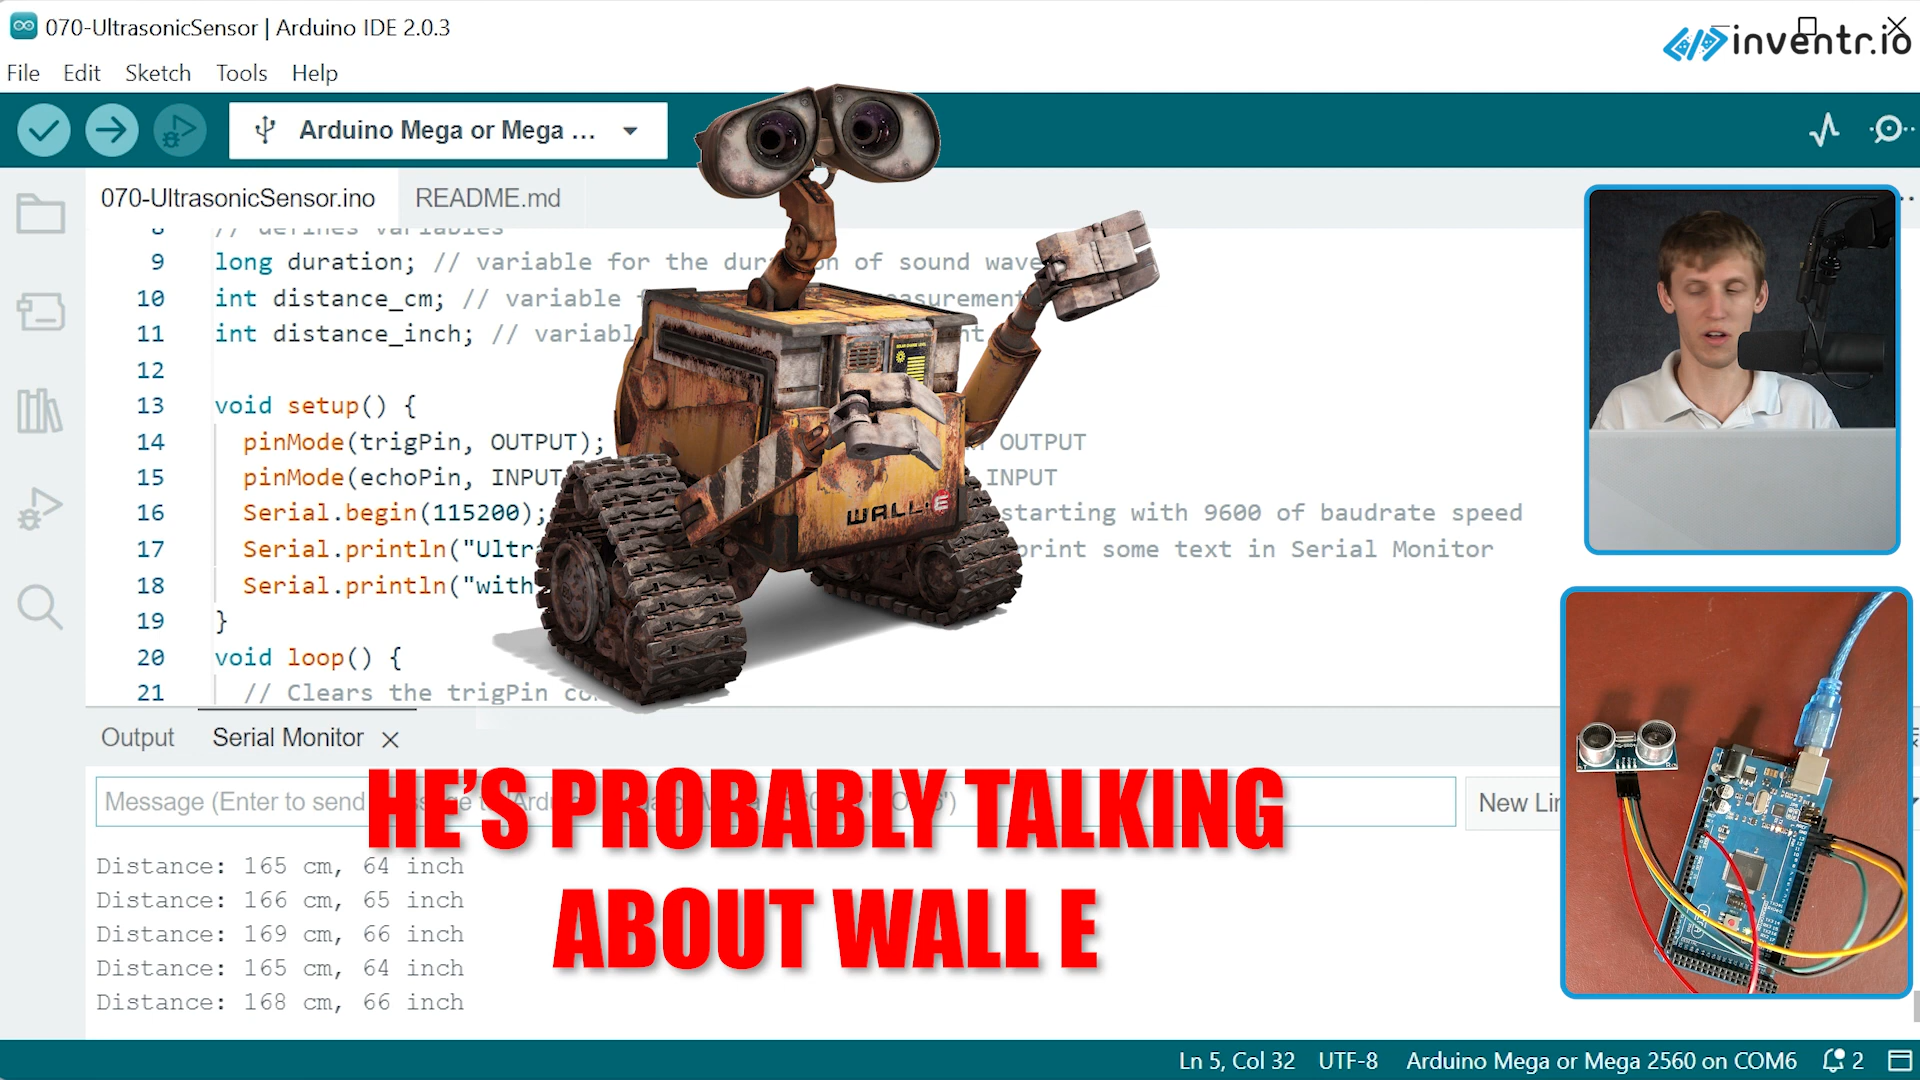 070-UltrasonicSensor | Arduino IDE 2.0.3
inventr.io
File Edit Sketch Tools Help
Arduino Mega or Mega ...
070-UltrasonicSensor.ino README.md
8 // defines variables
9 long duration; // variable for the of sound wave
10 int distance_cm; // variable
11 int distance_inch; //
12
13 void setup() {
14 pinMode(trigPin, OUTPUT); OUTPUT
15 pinMode(echoPin, INPUT INPUT
16 Serial.begin(115200); starting with 9600 of baudrate speed
17 Serial.println("Ultr print some text in Serial Monitor
18 Serial.println("with
19 }
20 void loop() {
21 // Clears the trigPin
WALL·E
Output Serial Monitor
Message (Enter to send
New Lin
HE'S PROBABLY TALKING
ABOUT WALL E
Distance: 165 cm, 64 inch
Distance: 166 cm, 65 inch
Distance: 169 cm, 66 inch
Distance: 165 cm, 64 inch
Distance: 168 cm, 66 inch
Ln 5, Col 32 UTF-8 Arduino Mega or Mega 2560 on COM6 2